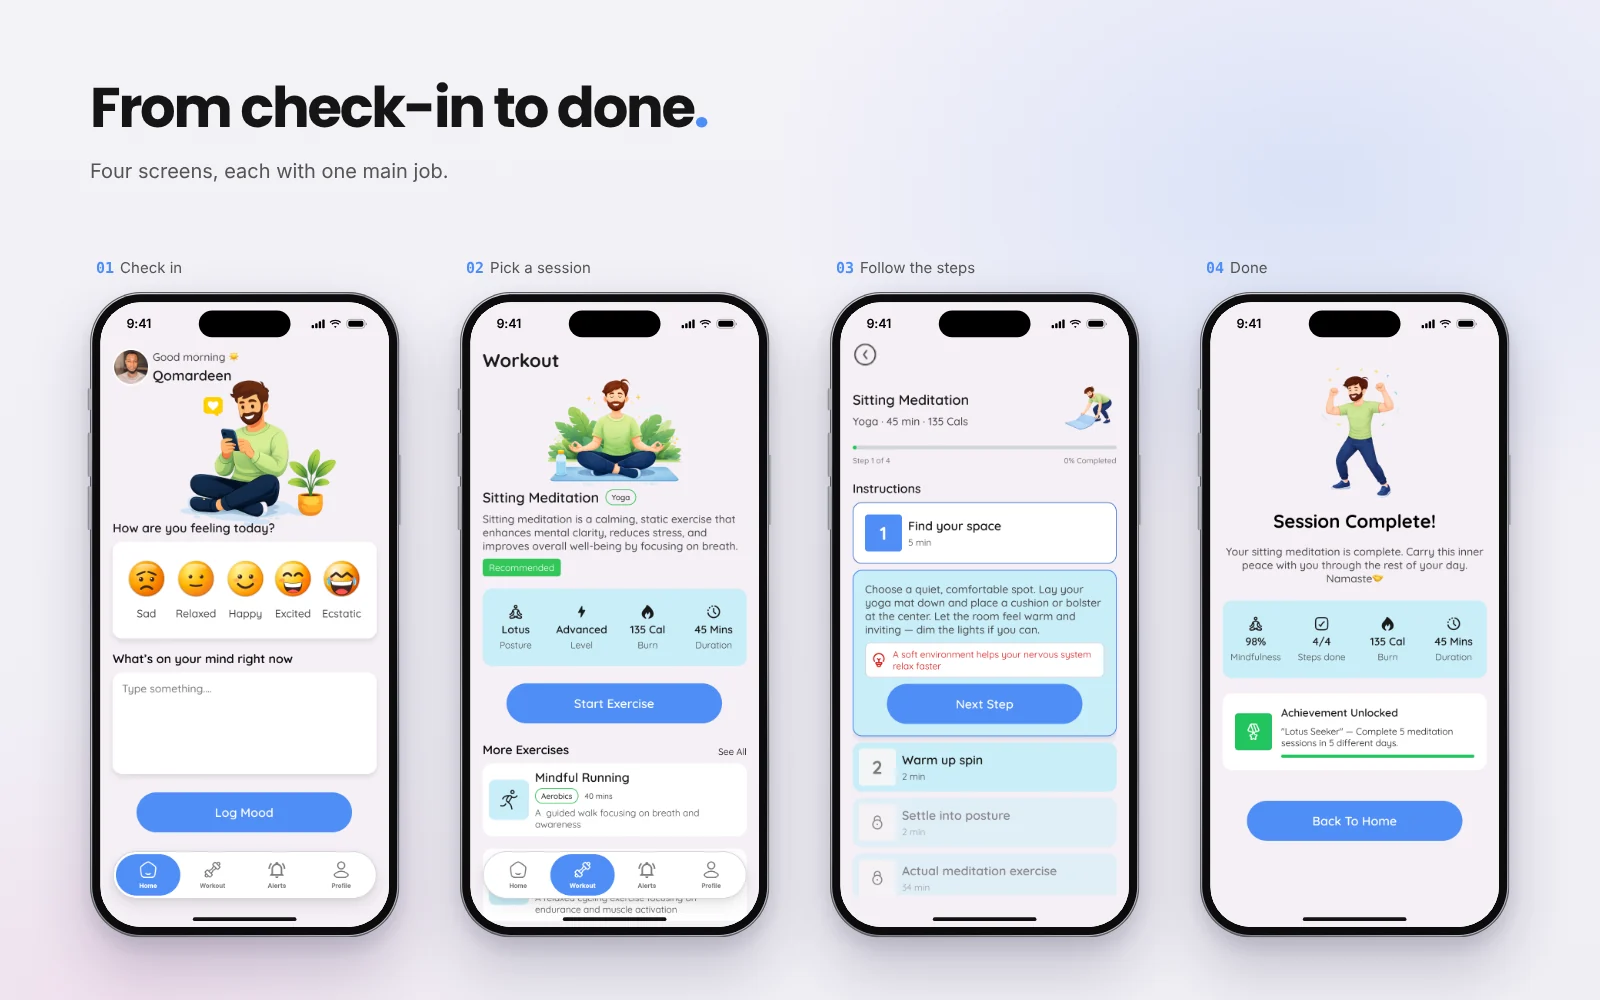 From check-in to done.
Four screens, each with one main job.
01 Check in
9:41
Good morning
Qomardeen
How are you feeling today?
Sad Relaxed Happy Excited Ecstatic
What's on your mind right now
Type something....
Log Mood
Home Workout Alerts Profile
02 Pick a session
9:41
Workout
Sitting Meditation Yoga
Sitting meditation is a calming, static exercise that
enhances mental clarity, reduces stress, and
improves overall well-being by focusing on breath.
Recommended
Lotus Advanced 135 Cal 45 Mins
Posture Level Burn Duration
Start Exercise
More Exercises See All
Mindful Running
Aerobics 40 mins
A guided walk focusing on breath and
awareness
Home Workout Alerts Profile
A relaxed cycling exercise focusing on
endurance and muscle activation
03 Follow the steps
9:41
Sitting Meditation
Yoga · 45 min · 135 Cals
Step 1 of 4 0% Completed
Instructions
1 Find your space
5 min
Choose a quiet, comfortable spot. Lay your
yoga mat down and place a cushion or bolster
at the center. Let the room feel warm and
inviting — dim the lights if you can.
A soft environment helps your nervous system
relax faster
Next Step
2 Warm up spin
2 min
Settle into posture
2 min
Actual meditation exercise
34 min
04 Done
9:41
Session Complete!
Your sitting meditation is complete. Carry this inner
peace with you through the rest of your day.
Namaste
98% 4/4 135 Cal 45 Mins
Mindfulness Steps done Burn Duration
Achievement Unlocked
"Lotus Seeker" — Complete 5 meditation
sessions in 5 different days.
Back To Home